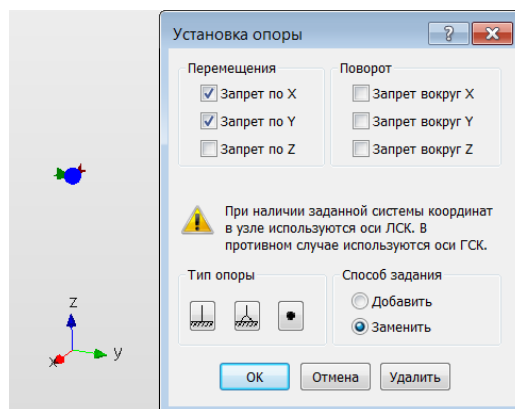 Установка опоры
Перемещения
Запрет по X
Запрет по Y
Запрет по Z
Поворот
Запрет вокруг X
Запрет вокруг Y
Запрет вокруг Z
При наличии заданной системы координат
в узле используются оси ЛСК. В
противном случае используются оси ГСК.
Тип опоры
Способ задания
Добавить
Заменить
OK
Отмена
Удалить
Z
X
y